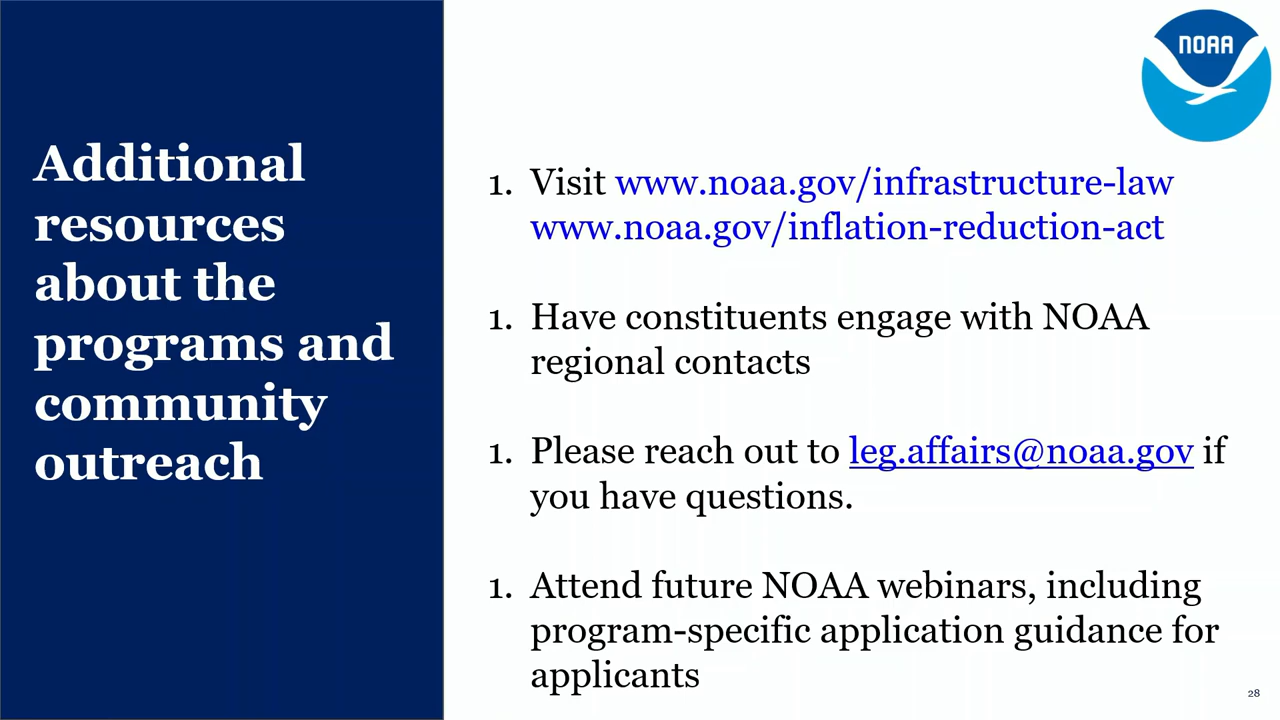 Additional
resources
about the
programs and
community
outreach
NOAA
1. Visit www.noaa.gov/infrastructure-law
www.noaa.gov/inflation-reduction-act
1. Have constituents engage with NOAA
regional contacts
1. Please reach out to leg.affairs@noaa.gov if
you have questions.
1. Attend future NOAA webinars, including
program-specific application guidance for
applicants
28